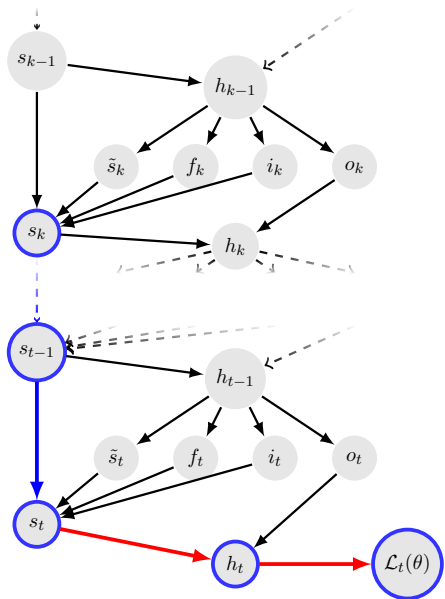 s_{k−1}
h_{k−1}
s̃_k f_k i_k o_k
s_k
h_k
s_{t−1}
h_{t−1}
s̃_t f_t i_t o_t
s_t
h_t ℒ_t(θ)